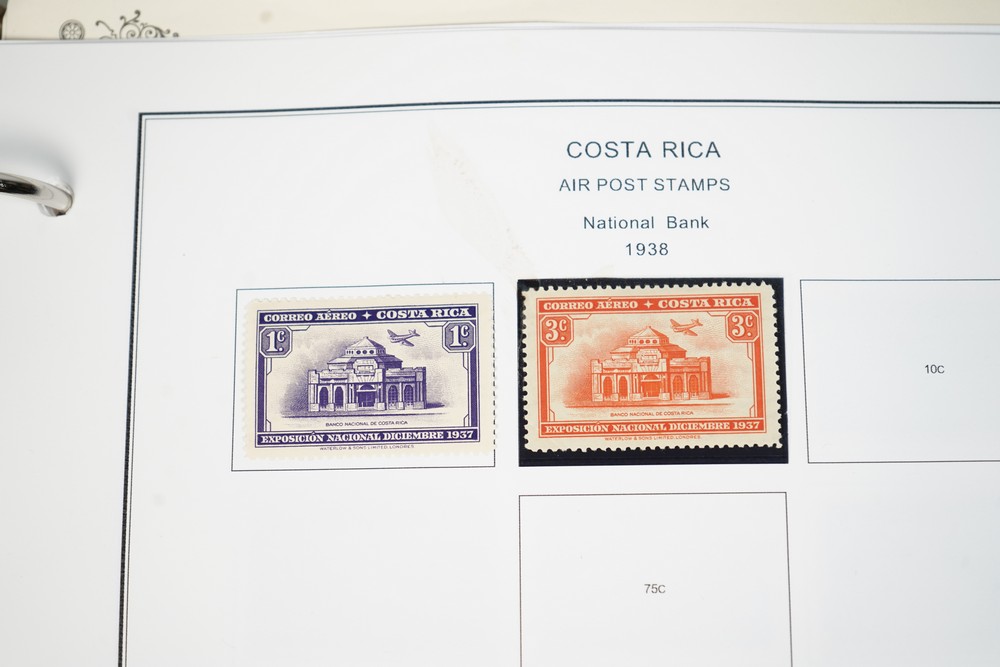 COSTA RICA
AIR POST STAMPS
National Bank
1938
CORREO AÉREO ✦ COSTA RICA
1c. 1c.
BANCO NACIONAL DE COSTA RICA
EXPOSICIÓN NACIONAL DICIEMBRE 1937
WATERLOW & SONS LIMITED, LONDRES.
CORREO AÉREO ✦ COSTA RICA
3c. 3c.
BANCO NACIONAL DE COSTA RICA
EXPOSICIÓN NACIONAL DICIEMBRE 1937
WATERLOW & SONS LIMITED, LONDRES.
10C
75C